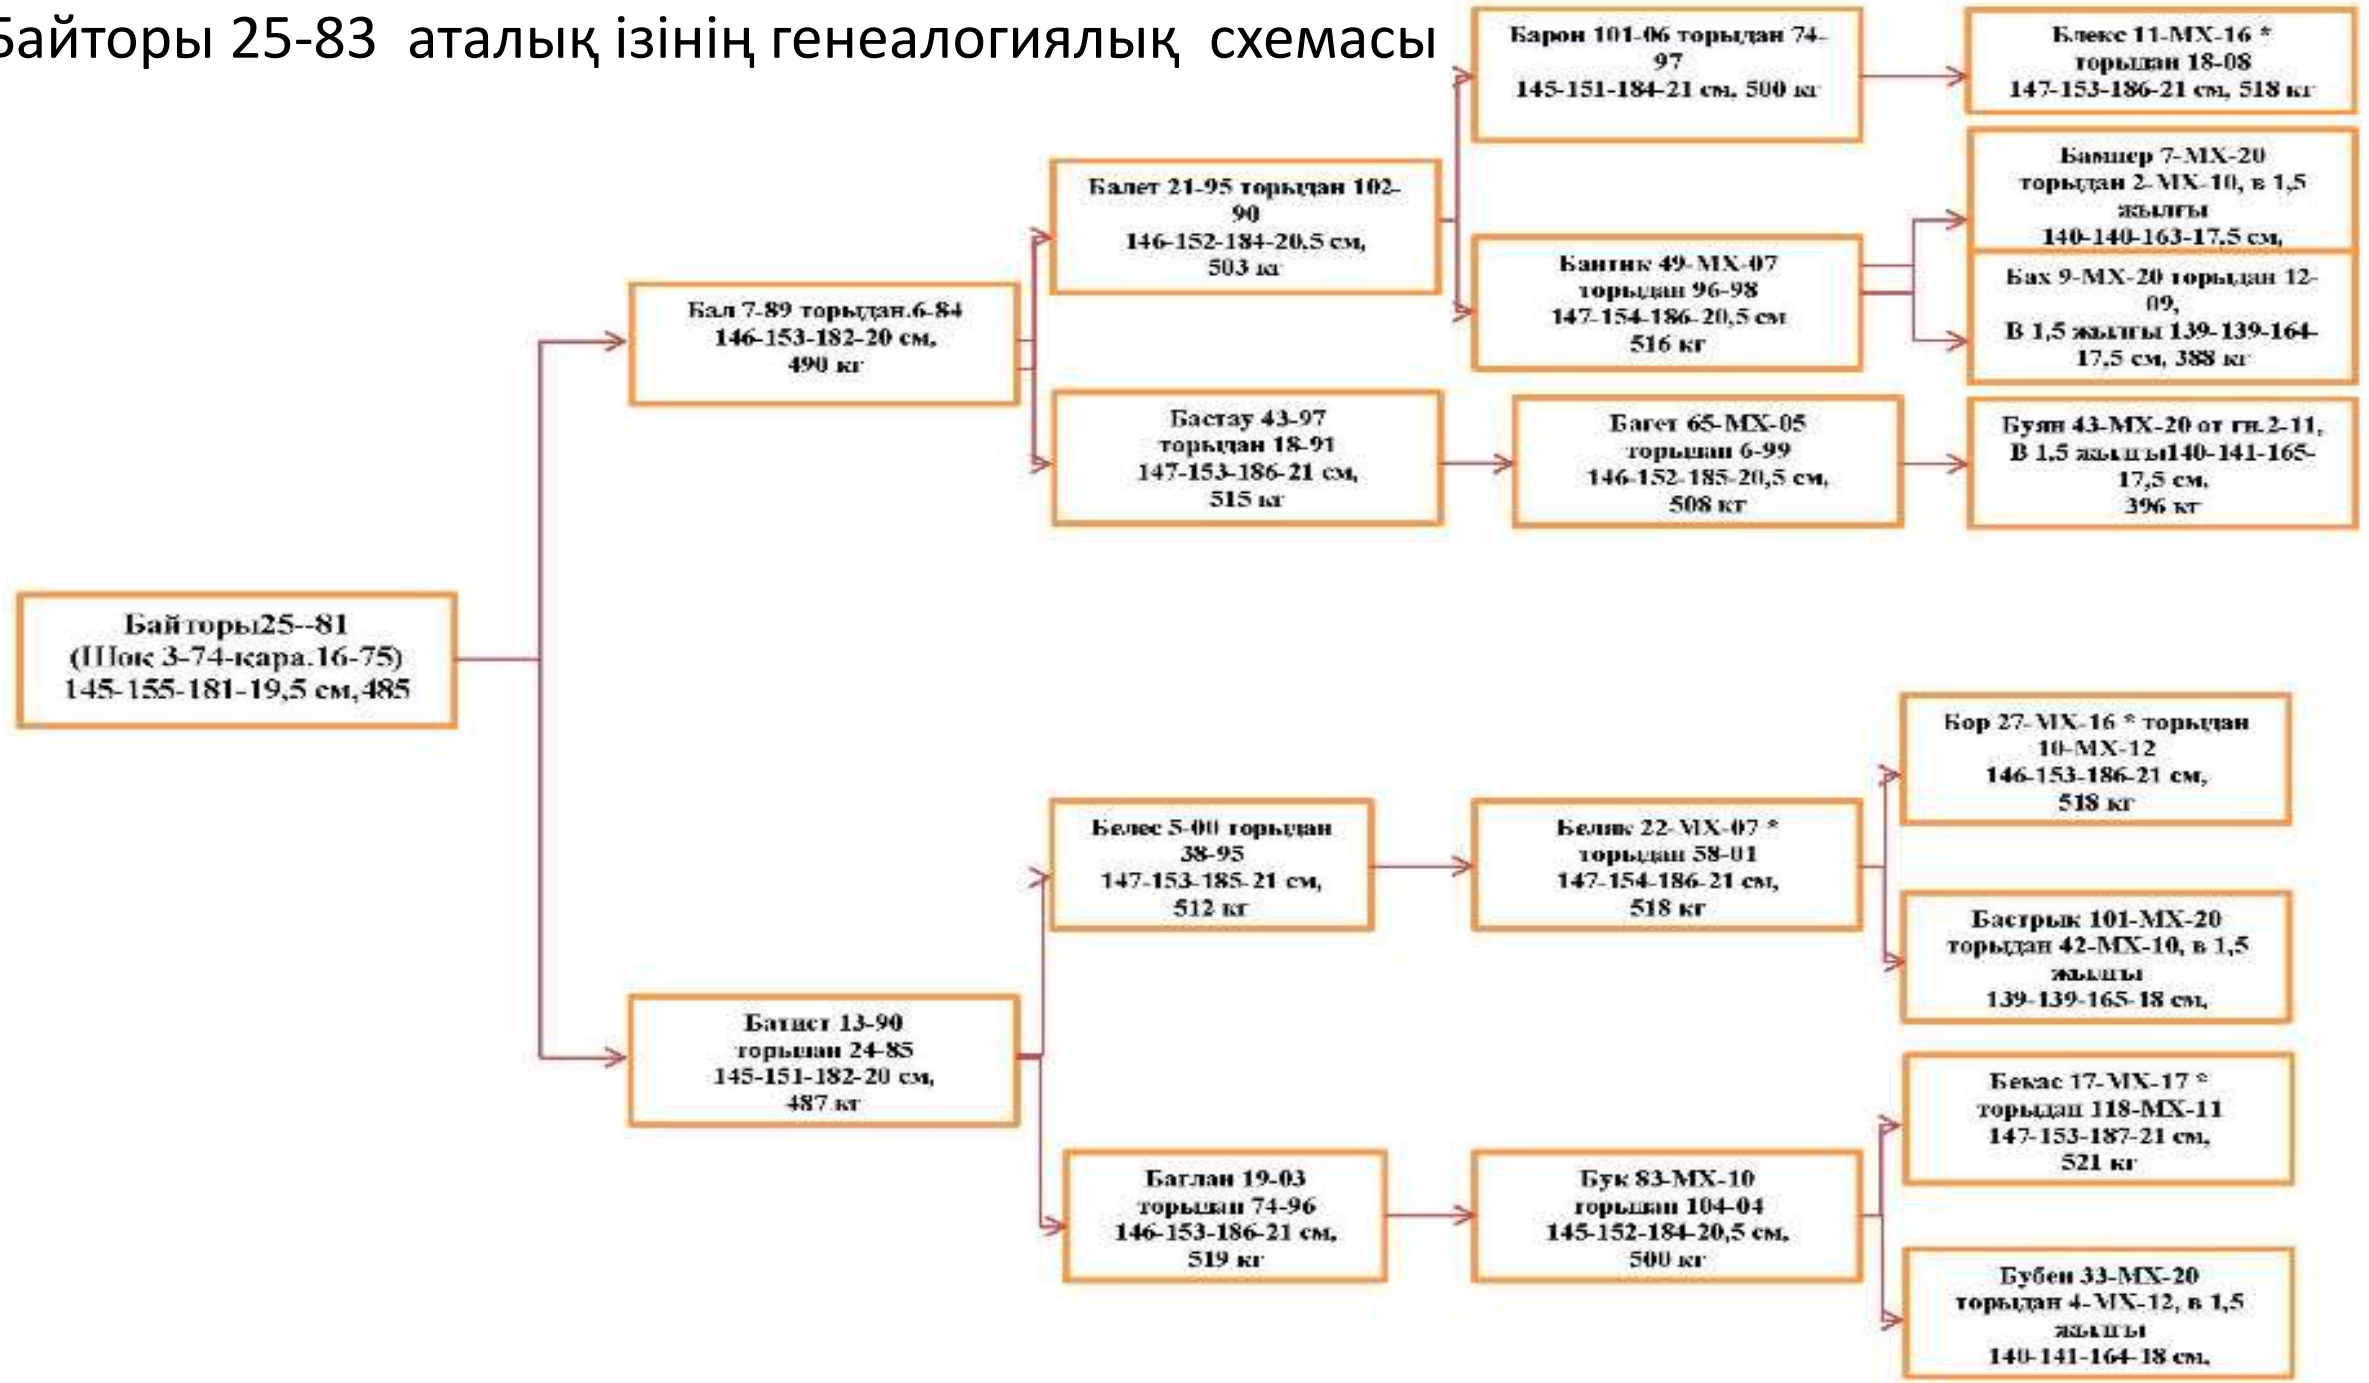 Байторы 25-83 аталық ізінің генеалогиялық схемасы
Барон 101-06 торыдан 74-
97
145-151-184-21 см, 500 кг
Блекс 11-МХ-16 *
торыдан 18-08
147-153-186-21 см, 518 кг
Балет 21-95 торыдан 102-
90
146-152-184-20,5 см,
503 кг
Бампер 7-МХ-20
торыдан 2-МХ-10, в 1,5
жылғы
140-140-163-17,5 см,
Бантик 49-МХ-07
торыдан 96-98
147-154-186-20,5 см
516 кг
Бах 9-МХ-20 торыдан 12-
09,
В 1,5 жылғы 139-139-164-
17,5 см, 388 кг
Бал 7-89 торыдан.6-84
146-153-182-20 см,
490 кг
Бастау 43-97
торыдан 18-91
147-153-186-21 см,
515 кг
Багет 65-МХ-05
торыдан 6-99
146-152-185-20,5 см,
508 кг
Буян 43-МХ-20 от гн.2-11,
В 1,5 жылғы140-141-165-
17,5 см,
396 кг
Байторы25--81
(Шок 3-74-кара.16-75)
145-155-181-19,5 см,485
Бор 27-МХ-16 * торыдан
10-МХ-12
146-153-186-21 см,
518 кг
Белес 5-00 торыдан
38-95
147-153-185-21 см,
512 кг
Беляк 22-МХ-07 *
торыдан 58-01
147-154-186-21 см,
518 кг
Бастрык 101-МХ-20
торыдан 42-МХ-10, в 1,5
жылғы
139-139-165-18 см,
Батист 13-90
торыдан 24-85
145-151-182-20 см,
487 кг
Бекас 17-МХ-17 *
торыдан 118-МХ-11
147-153-187-21 см,
521 кг
Баглан 19-03
торыдан 74-96
146-153-186-21 см,
519 кг
Бук 83-МХ-10
торыдан 104-04
145-152-184-20,5 см,
500 кг
Бубен 33-МХ-20
торыдан 4-МХ-12, в 1,5
жылғы
140-141-164-18 см,